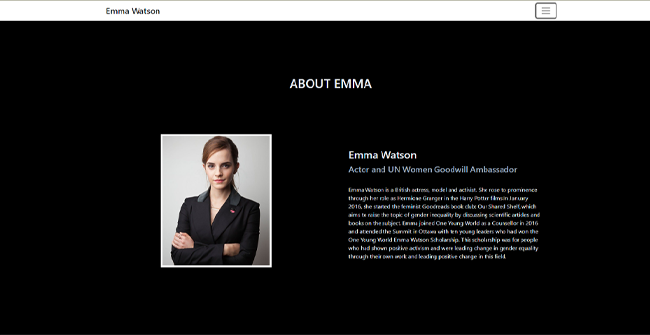 Emma Watson
ABOUT EMMA
Emma Watson
Actor and UN Women Goodwill Ambassador
Emma Watson is a British actress, model and activist. She rose to prominence
through her role as Hermione Granger in the Harry Potter films.In January
2016, she started the feminist Goodreads book club: Our Shared Shelf, which
aims to raise the topic of gender inequality by discussing scientific articles and
books on the subject. Emma joined One Young World as a Counsellor in 2016
and attended the Summit in Ottawa with ten young leaders who had won the
One Young World Emma Watson Scholarship. This scholarship was for people
who had shown positive activism and were leading change in gender equality
through their own work and leading positive change in this field.